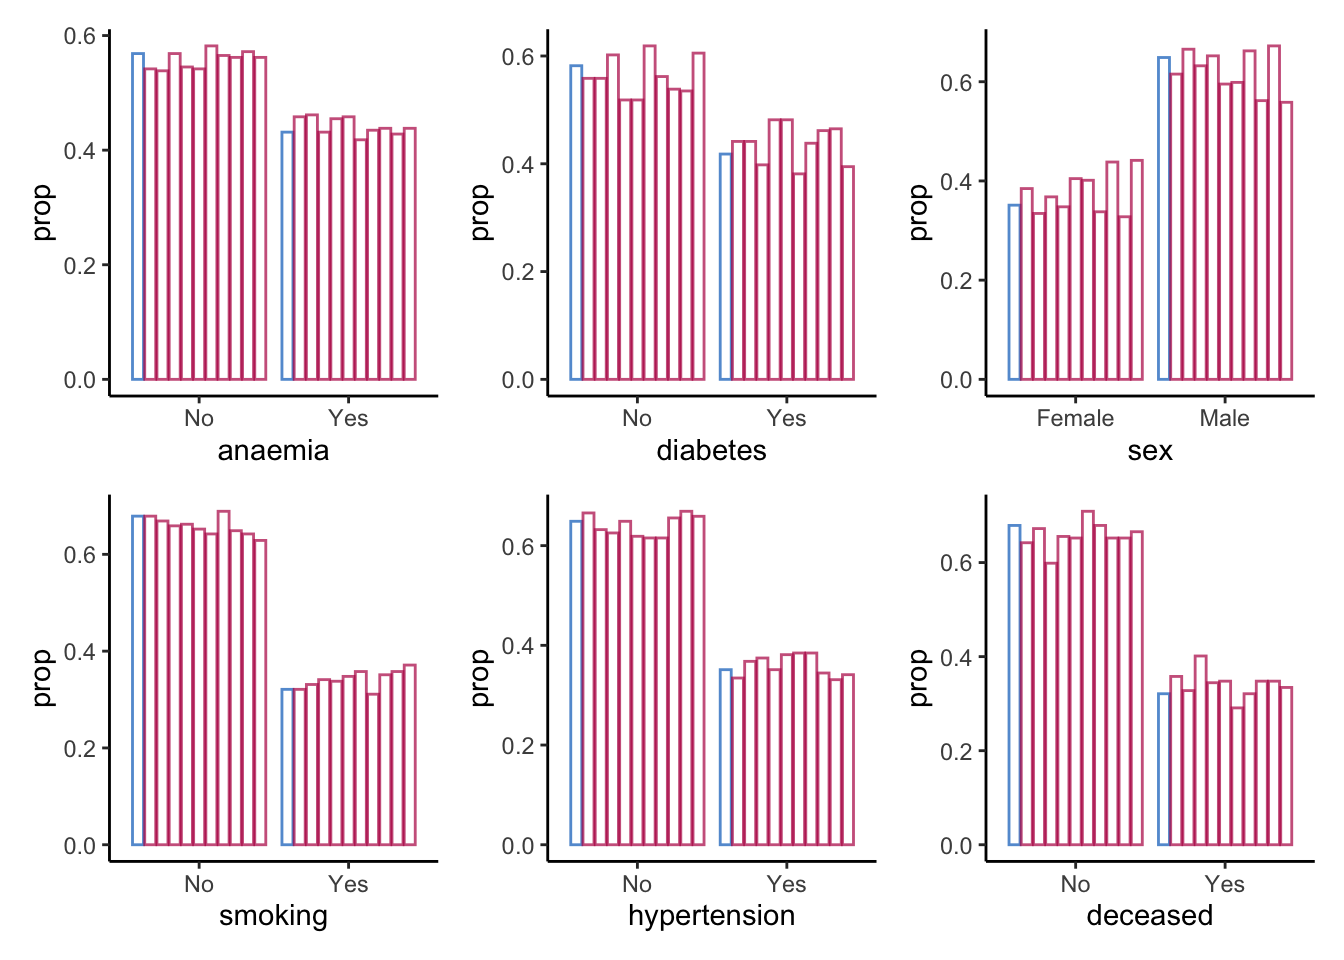 0.6
0.4
0.2
0.0
prop
No Yes
anaemia
0.6
0.4
0.2
0.0
prop
No Yes
diabetes
0.6
0.4
0.2
0.0
prop
Female Male
sex
0.6
0.4
0.2
0.0
prop
No Yes
smoking
0.6
0.4
0.2
0.0
prop
No Yes
hypertension
0.6
0.4
0.2
0.0
prop
No Yes
deceased